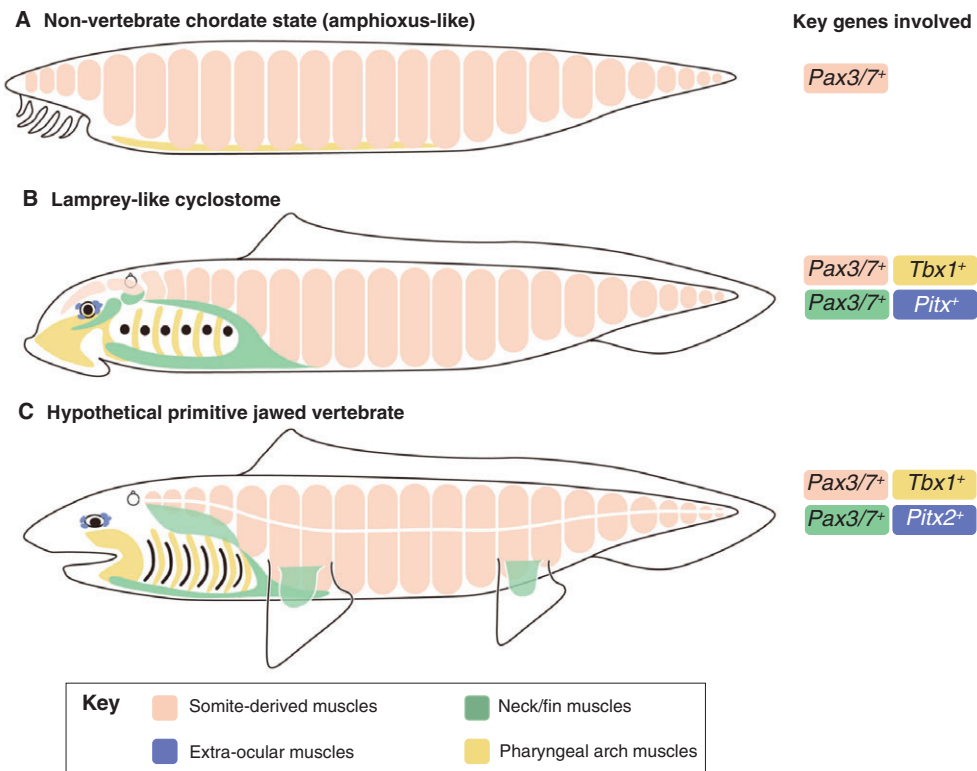 A Non-vertebrate chordate state (amphioxus-like)
Key genes involved
Pax3/7+
B Lamprey-like cyclostome
Pax3/7+ Tbx1+
Pax3/7+ Pitx+
C Hypothetical primitive jawed vertebrate
Pax3/7+ Tbx1+
Pax3/7+ Pitx2+
Key
Somite-derived muscles
Neck/fin muscles
Extra-ocular muscles
Pharyngeal arch muscles